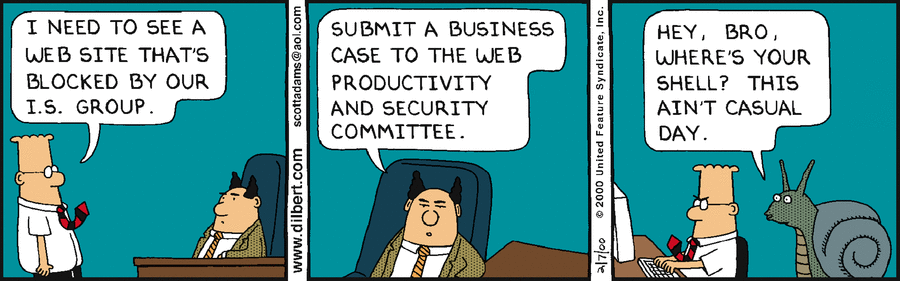 I NEED TO SEE A
WEB SITE THAT'S
BLOCKED BY OUR
I.S. GROUP.
www.dilbert.com scottadams@aol.com
SUBMIT A BUSINESS
CASE TO THE WEB
PRODUCTIVITY
AND SECURITY
COMMITTEE.
2/7/00 © 2000 United Feature Syndicate, Inc.
HEY, BRO,
WHERE'S YOUR
SHELL? THIS
AIN'T CASUAL
DAY.